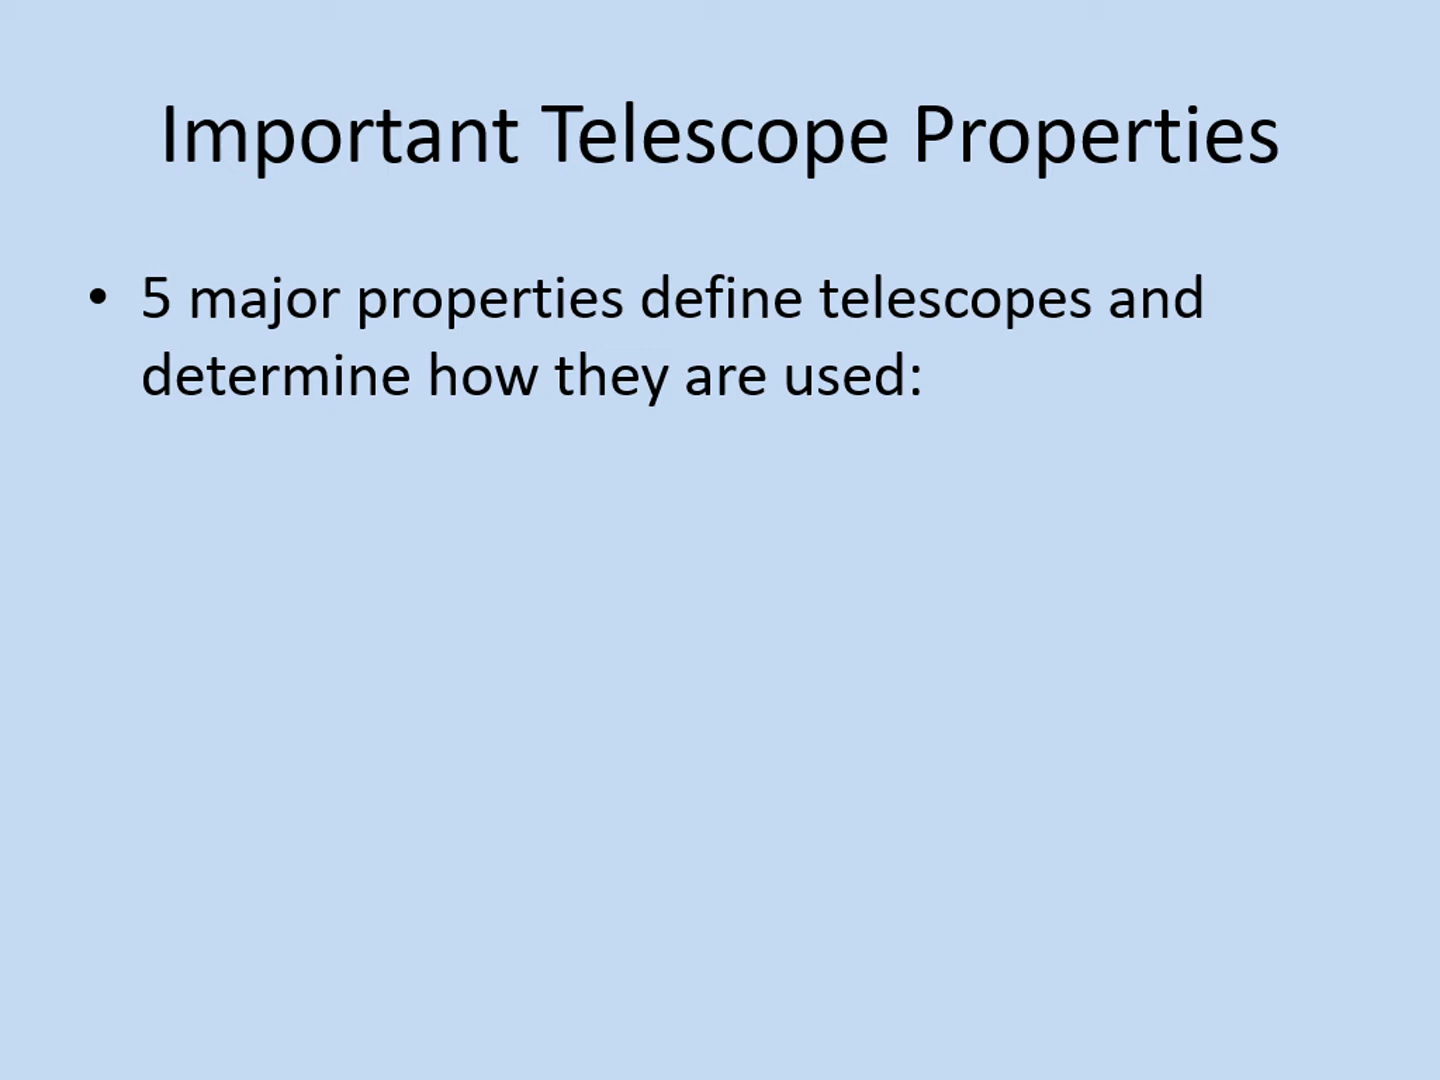 Important Telescope Properties
• 5 major properties define telescopes and
determine how they are used: